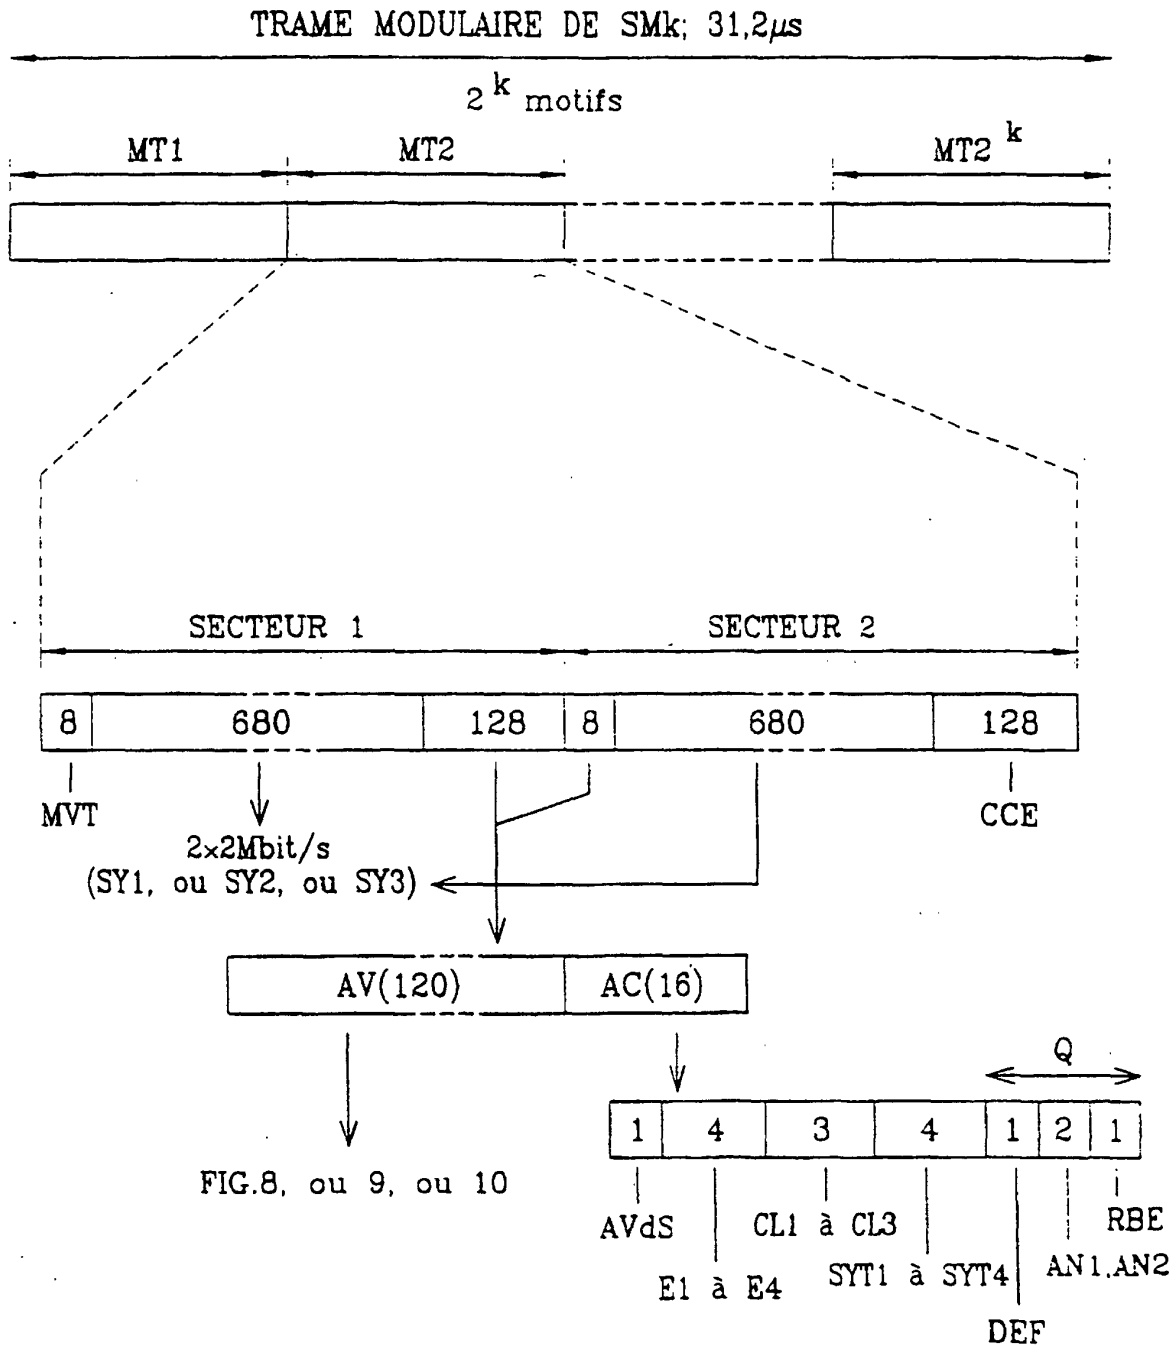 TRAME MODULAIRE DE SMk; 31,2µs
2^k motifs
MT1 MT2 MT2^k
SECTEUR 1 SECTEUR 2
8 680 128 8 680 128
MVT CCE
2×2Mbit/s
(SY1, ou SY2, ou SY3)
AV(120) AC(16)
Q
1 4 3 4 1 2 1
FIG.8, ou 9, ou 10
AVdS CL1 à CL3 RBE
E1 à E4 SYT1 à SYT4 AN1,AN2
DEF